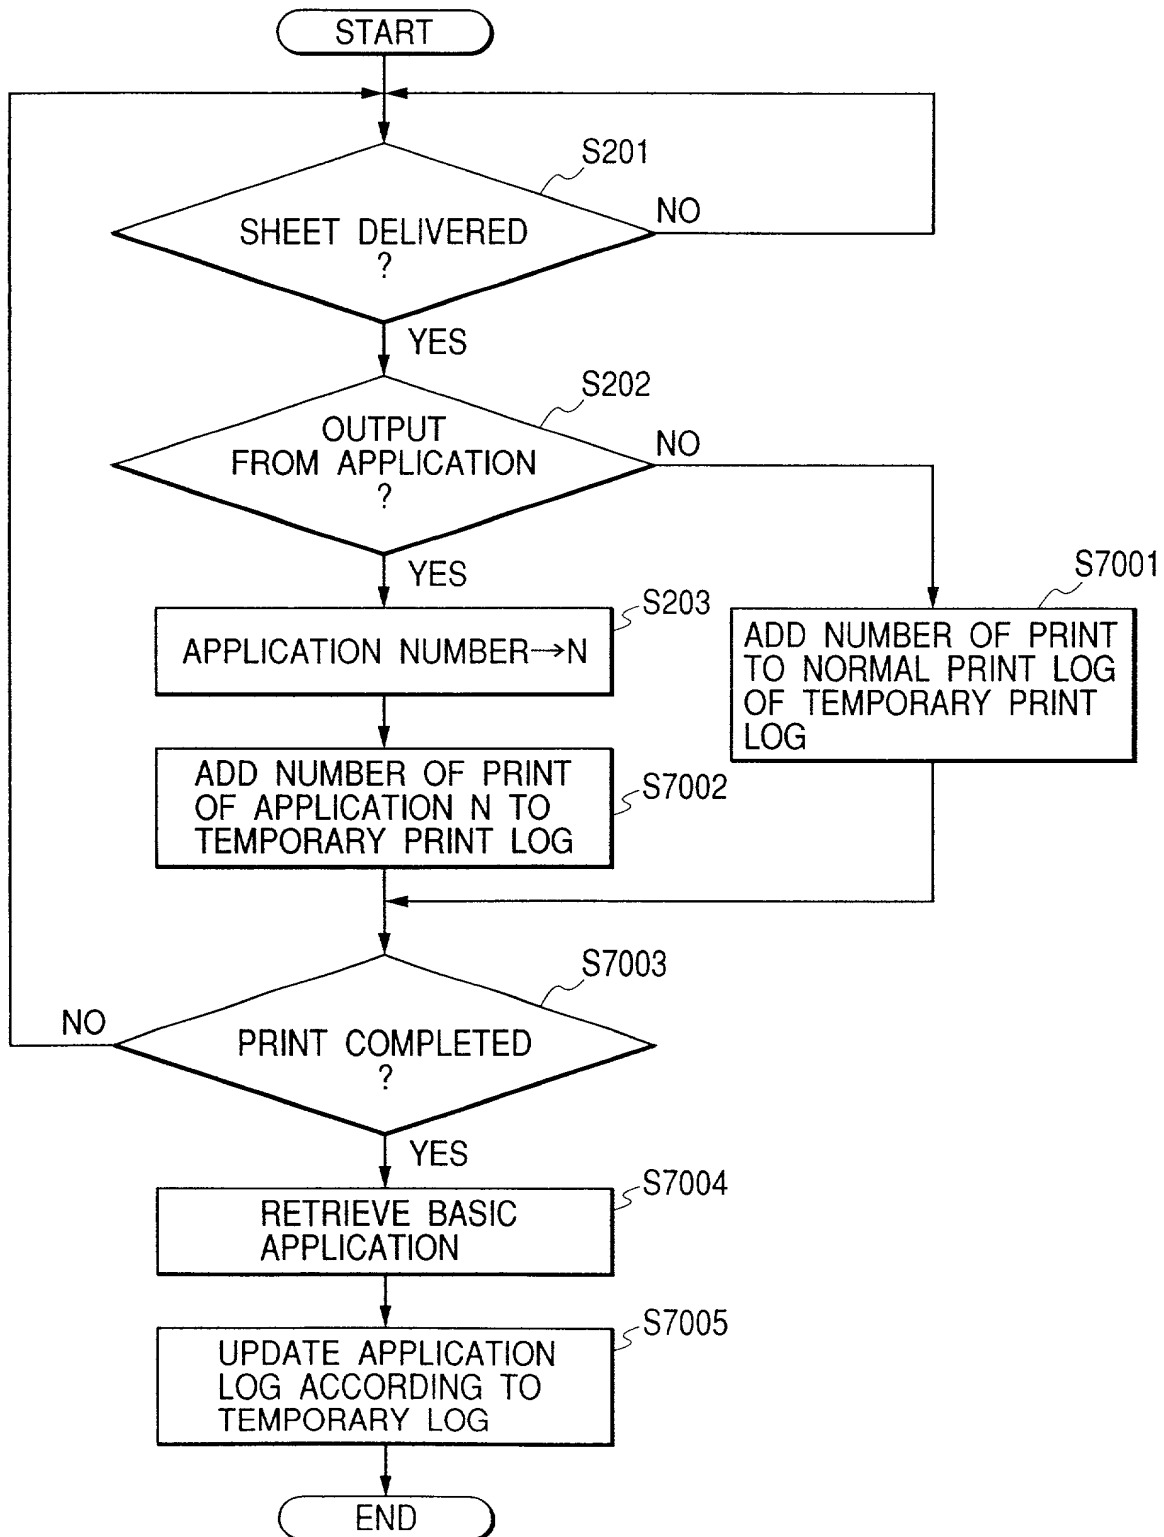 START
S201
SHEET DELIVERED
?
NO
YES
S202
OUTPUT
FROM APPLICATION
?
NO
YES
S203
APPLICATION NUMBER→N
S7001
ADD NUMBER OF PRINT
TO NORMAL PRINT LOG
OF TEMPORARY PRINT
LOG
S7002
ADD NUMBER OF PRINT
OF APPLICATION N TO
TEMPORARY PRINT LOG
S7003
PRINT COMPLETED
?
NO
YES
S7004
RETRIEVE BASIC
APPLICATION
S7005
UPDATE APPLICATION
LOG ACCORDING TO
TEMPORARY LOG
END